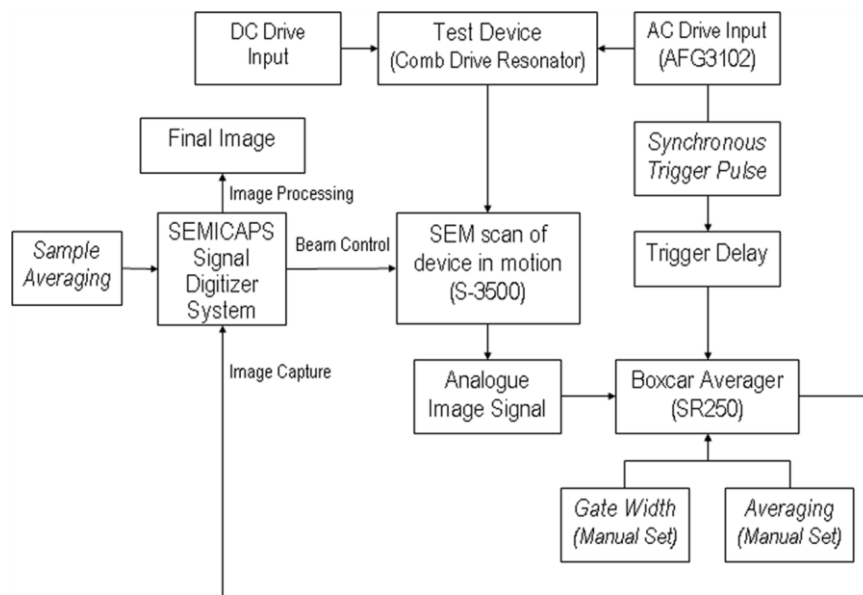 DC Drive
Input
Test Device
(Comb Drive Resonator)
AC Drive Input
(AFG3102)
Final Image
Synchronous
Trigger Pulse
Image Processing
Sample
Averaging
SEMICAPS
Signal
Digitizer
System
Beam Control
SEM scan of
device in motion
(S-3500)
Trigger Delay
Image Capture
Analogue
Image Signal
Boxcar Averager
(SR250)
Gate Width
(Manual Set)
Averaging
(Manual Set)